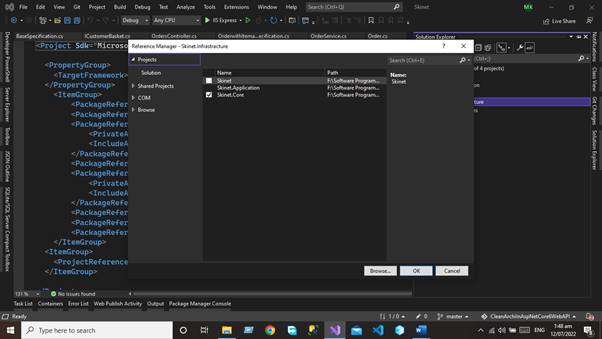 File Edit View Git Project Build Debug Test Analyze Tools Extensions Window Help Search (Ctrl+Q) Skinet MK
Debug Any CPU IIS Express Live Share
BaseSpecification.cs ICustomerBasket.cs OrdersController.cs OrderwithItems...ecification.cs OrderService.cs Order.cs Solution Explorer
<Project Sdk="Microso
<PropertyGroup>
<TargetFramework>
</PropertyGroup>
<ItemGroup>
<PackageRefer
<PackageRefer
<PackageRefer
<PrivateA
<IncludeA
</PackageRefe
<PackageRefer
<PackageRefer
<PrivateA
<IncludeA
</PackageRefe
<PackageRefer
<PackageRefer
</ItemGroup>
<ItemGroup>
<ProjectReference
</ItemGroup>
Reference Manager - Skinet.Infrastructure
Projects
Solution
Shared Projects
COM
Browse
Search (Ctrl+E)
Name Path
Skinet F:\Software Program...
Skinet.Application F:\Software Program...
Skinet.Core F:\Software Program...
Name:
Skinet
Browse... OK Cancel
of 4 projects)
Developer PowerShell
Server Explorer
Toolbox
JSON Outline
SQLite/SQL Server Compact Toolbox
Notifications
Class View
Git Changes
Solution Explorer
131 % No issues found
Task List Containers Error List Web Publish Activity Output Package Manager Console
Ready 1 / 0 0 master CleanArchiInAspNetCore8WebAPI
Type here to search
ENG
1:48 am
12/07/2022